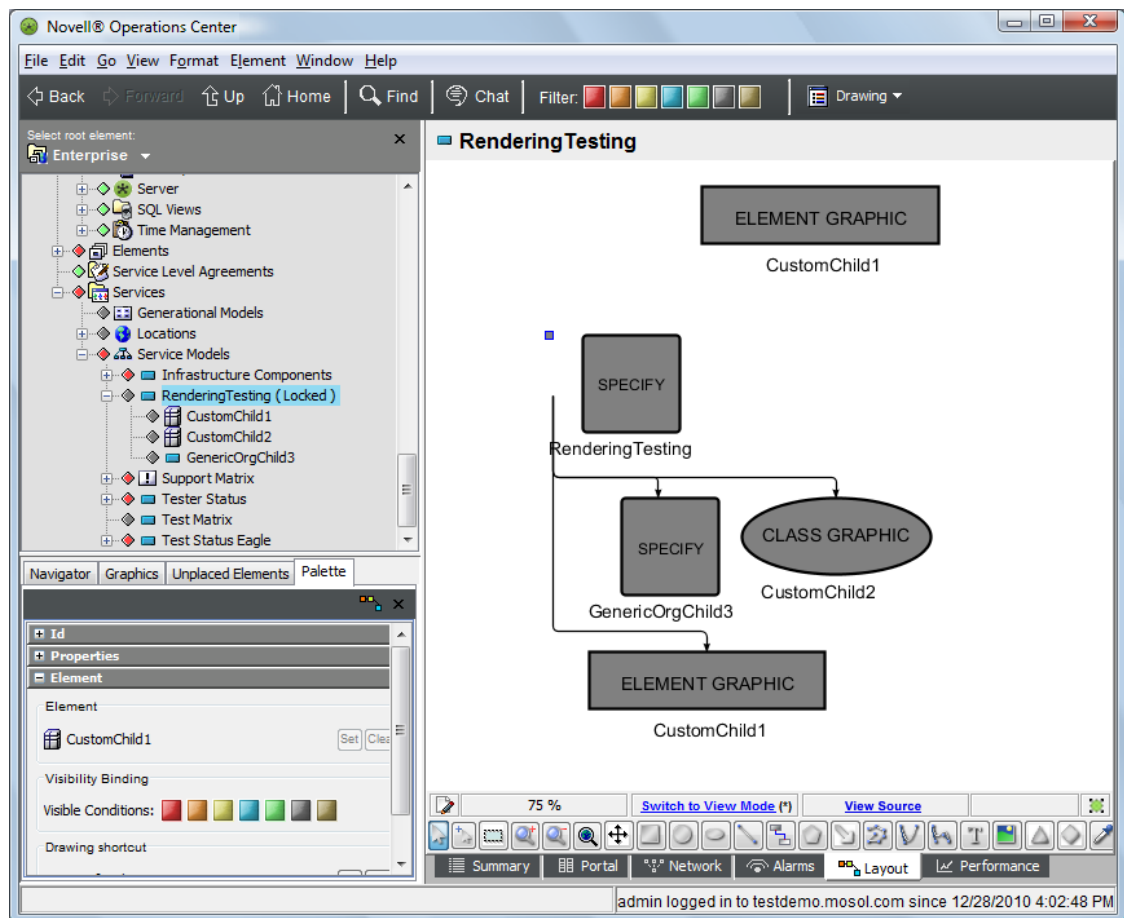 Novell® Operations Center
File Edit Go View Format Element Window Help
Back Forward Up Home Find Chat Filter: Drawing
Select root element:
Enterprise
Server
SQL Views
Time Management
Elements
Service Level Agreements
Services
Generational Models
Locations
Service Models
Infrastructure Components
RenderingTesting ( Locked )
CustomChild1
CustomChild2
GenericOrgChild3
Support Matrix
Tester Status
Test Matrix
Test Status Eagle
Navigator Graphics Unplaced Elements Palette
Id
Properties
Element
Element
CustomChild1 Set Clea
Visibility Binding
Visible Conditions:
Drawing shortcut
RenderingTesting
ELEMENT GRAPHIC
CustomChild1
SPECIFY
RenderingTesting
SPECIFY
GenericOrgChild3
CLASS GRAPHIC
CustomChild2
ELEMENT GRAPHIC
CustomChild1
75 % Switch to View Mode (*) View Source
T
Summary Portal Network Alarms Layout Performance
admin logged in to testdemo.mosol.com since 12/28/2010 4:02:48 PM